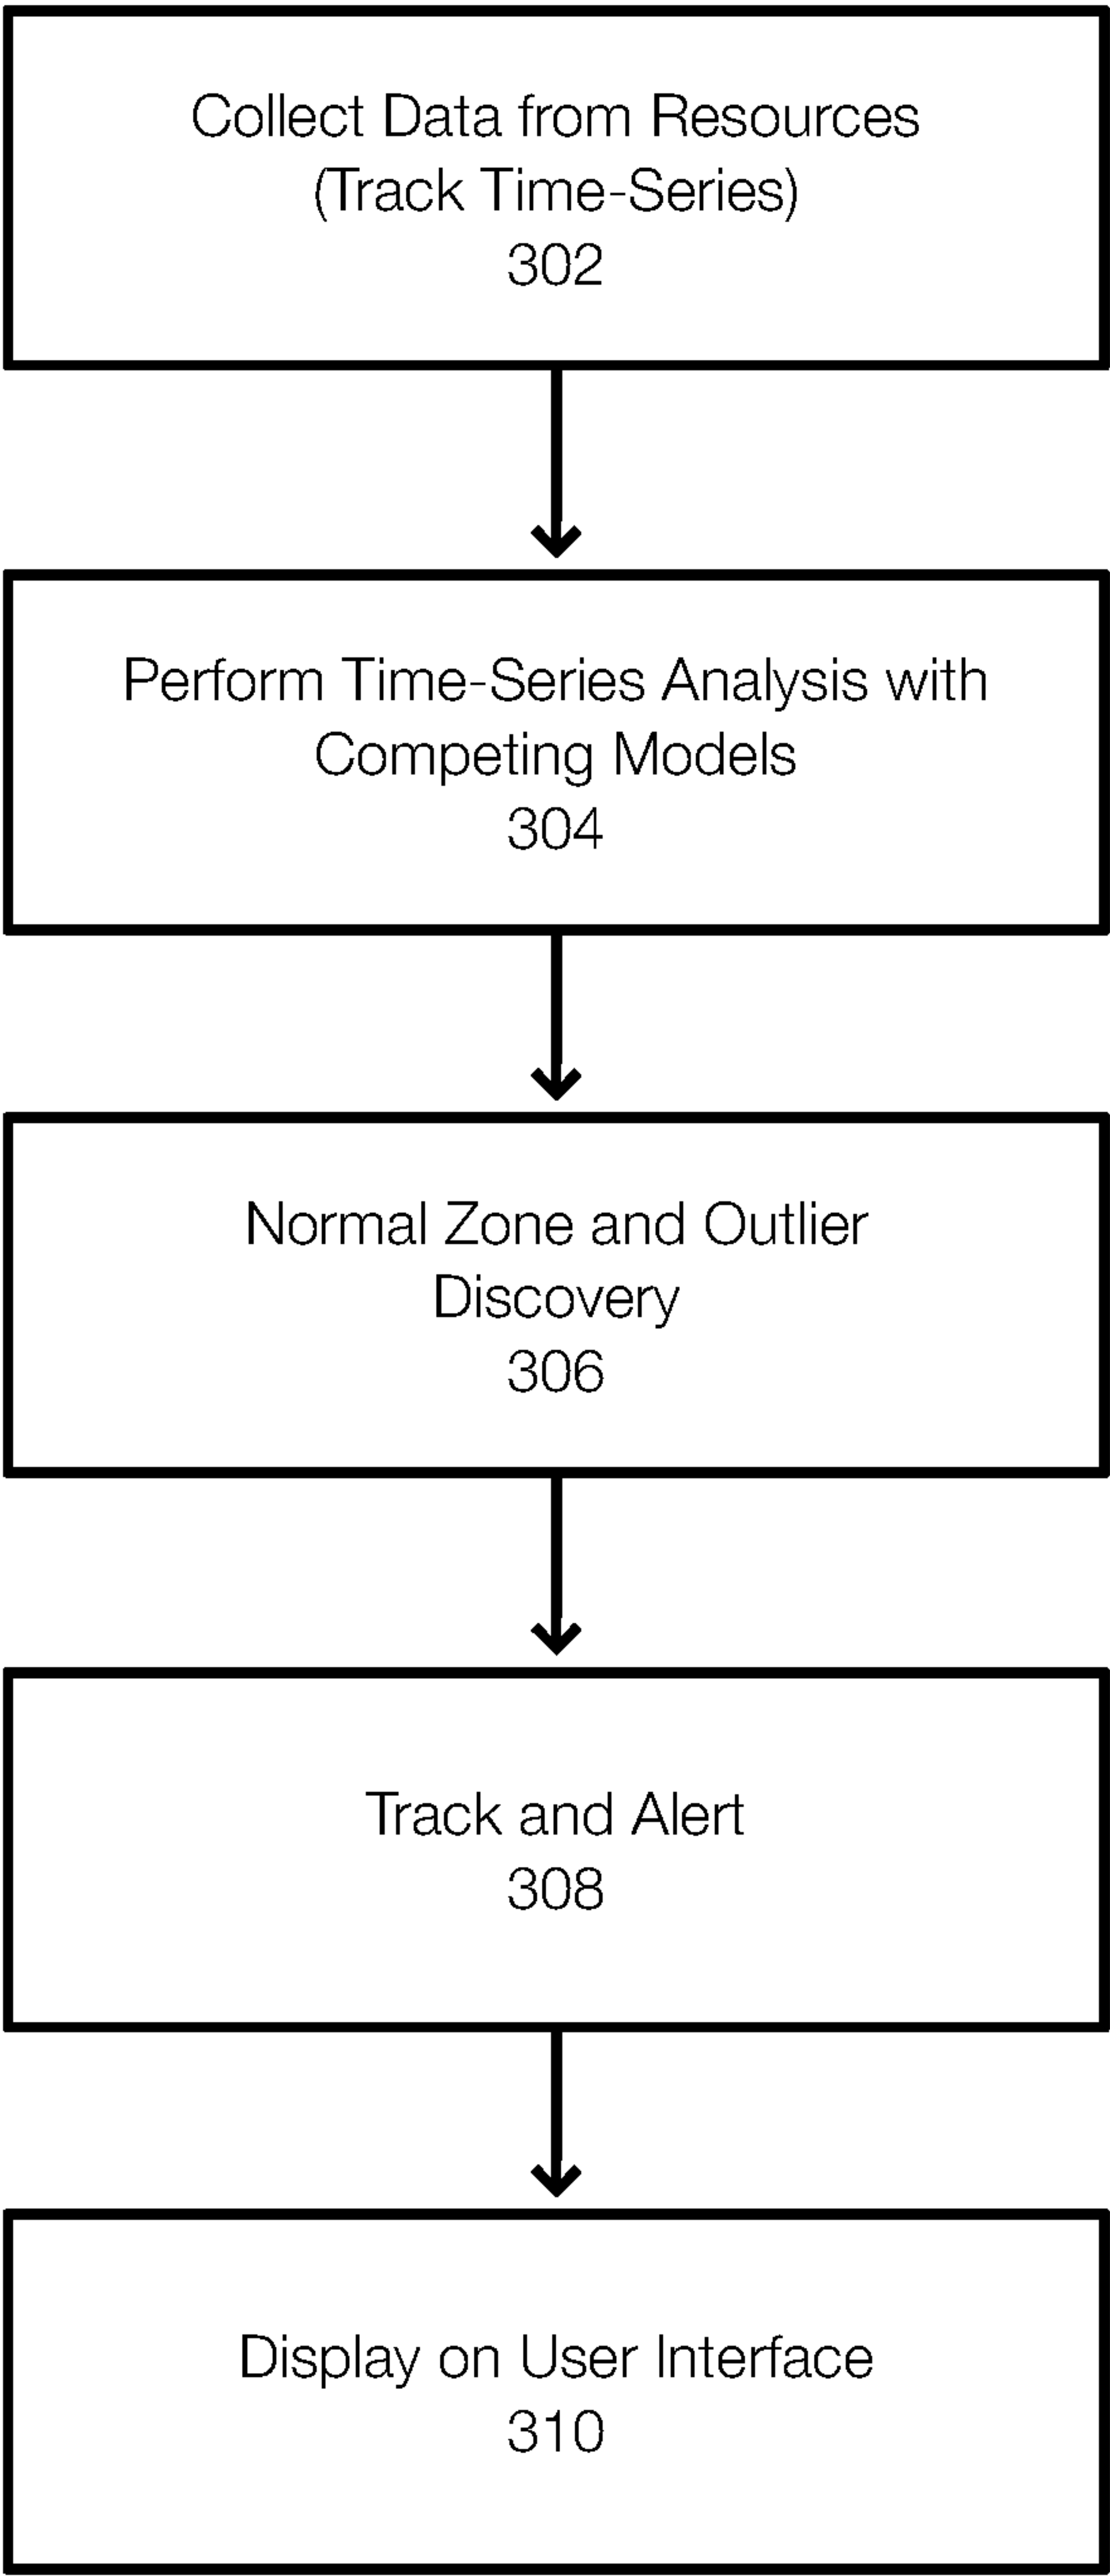 Collect Data from Resources
(Track Time-Series)
302
Perform Time-Series Analysis with
Competing Models
304
Normal Zone and Outlier
Discovery
306
Track and Alert
308
Display on User Interface
310